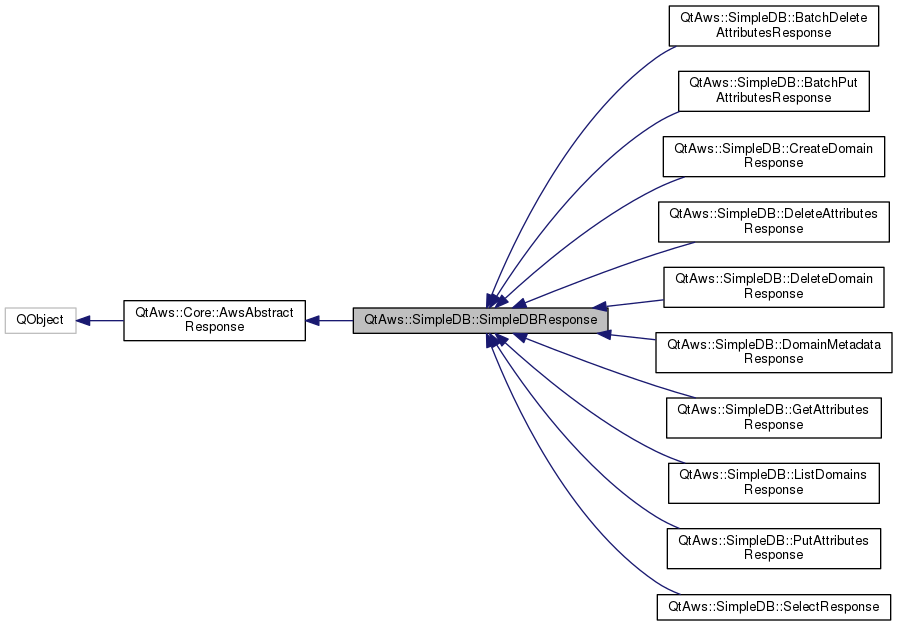 QtAws::SimpleDB::BatchDelete
AttributesResponse
QtAws::SimpleDB::BatchPut
AttributesResponse
QtAws::SimpleDB::CreateDomain
Response
QtAws::SimpleDB::DeleteAttributes
Response
QtAws::SimpleDB::DeleteDomain
Response
QObject
QtAws::Core::AwsAbstract
Response
QtAws::SimpleDB::SimpleDBResponse
QtAws::SimpleDB::DomainMetadata
Response
QtAws::SimpleDB::GetAttributes
Response
QtAws::SimpleDB::ListDomains
Response
QtAws::SimpleDB::PutAttributes
Response
QtAws::SimpleDB::SelectResponse